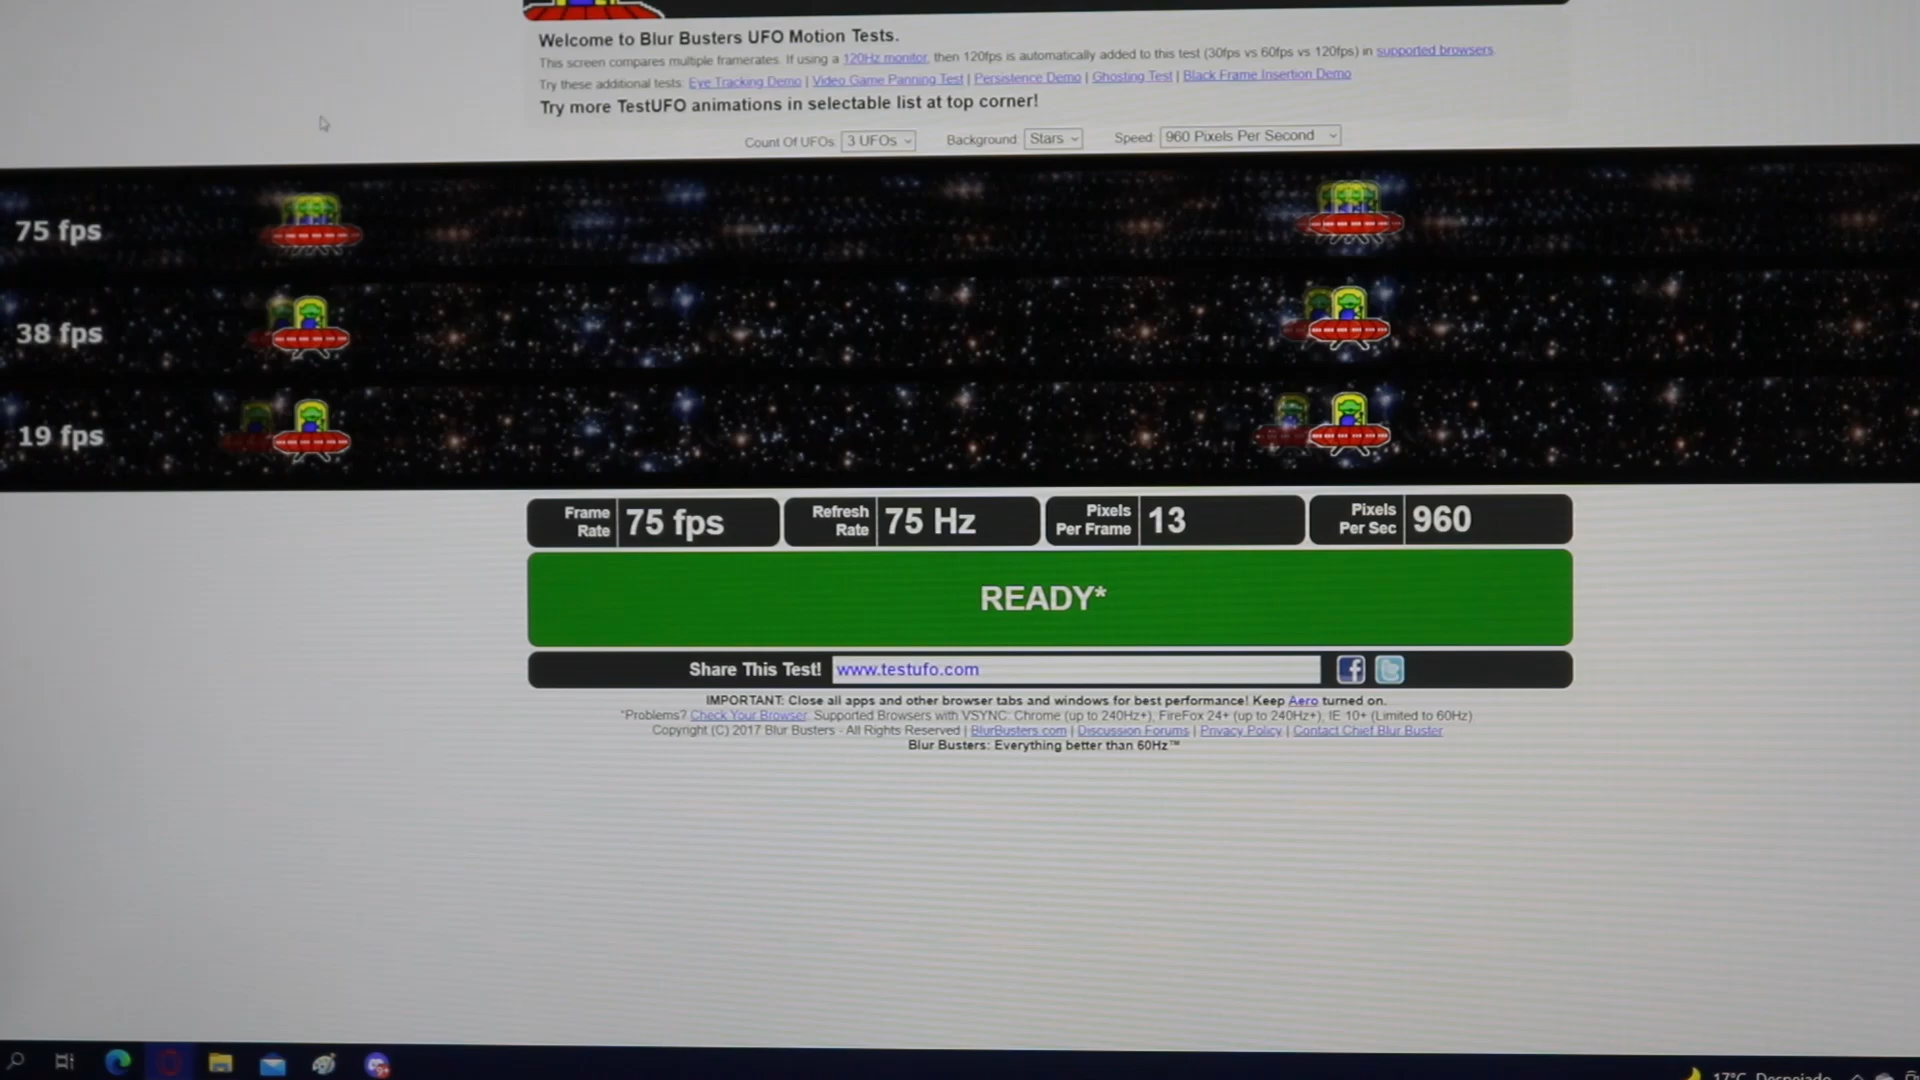 Welcome to Blur Busters UFO Motion Tests.
This screen compares multiple framerates. If using a 120Hz monitor, then 120fps is automatically added to this test (30fps vs 60fps vs 120fps) in supported browsers.
Try these additional tests: Eye Tracking Demo | Video Game Panning Test | Persistence Demo | Ghosting Test | Black Frame Insertion Demo
Try more TestUFO animations in selectable list at top corner!
Count Of UFOs: 3 UFOs Background: Stars Speed: 960 Pixels Per Second
75 fps
38 fps
19 fps
Frame Rate 75 fps Refresh Rate 75 Hz Pixels Per Frame 13 Pixels Per Sec 960
READY*
Share This Test! www.testufo.com
IMPORTANT: Close all apps and other browser tabs and windows for best performance! Keep Aero turned on.
*Problems? Check Your Browser. Supported Browsers with VSYNC: Chrome (up to 240Hz+), FireFox 24+ (up to 240Hz+), IE 10+ (Limited to 60Hz)
Copyright (C) 2017 Blur Busters - All Rights Reserved | BlurBusters.com | Discussion Forums | Privacy Policy | Contact Chief Blur Buster
Blur Busters: Everything better than 60Hz™
17°C Despejado